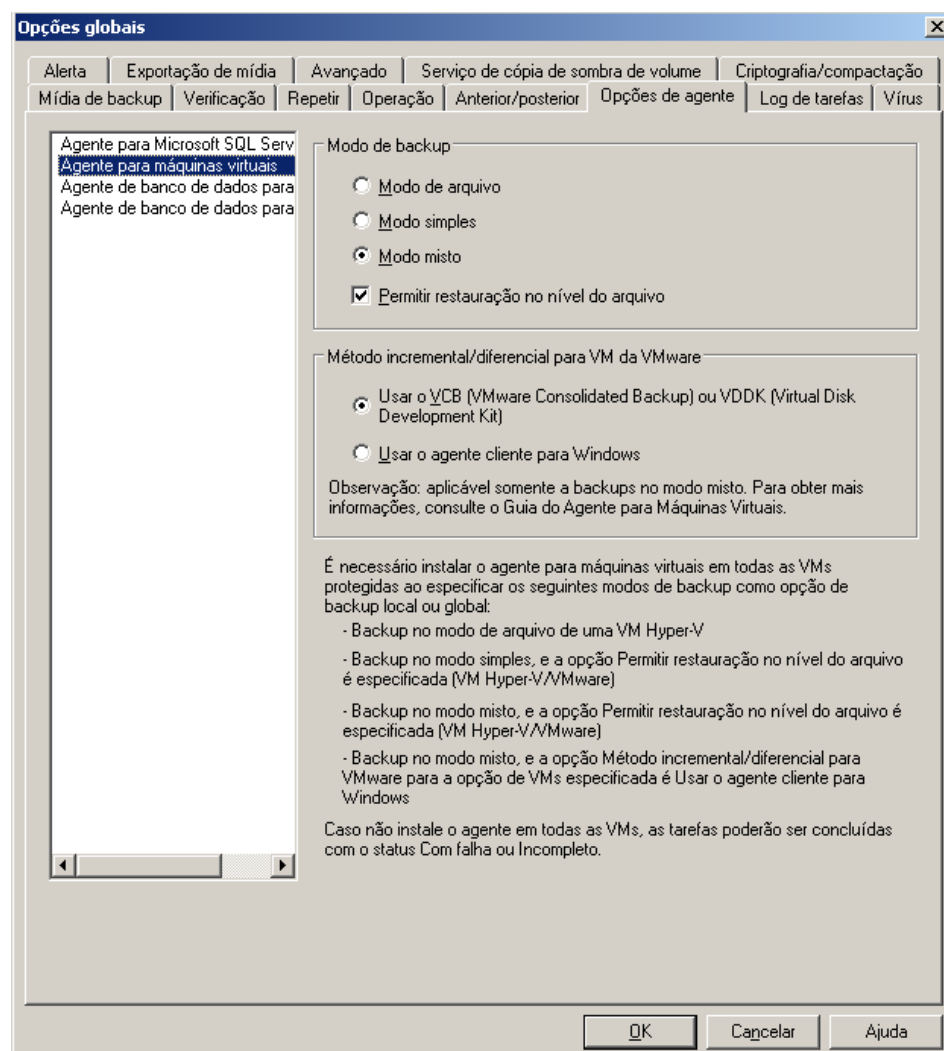 Opções globais
Alerta
Exportação de mídia
Avançado
Serviço de cópia de sombra de volume
Criptografia/compactação
Mídia de backup
Verificação
Repetir
Operação
Anterior/posterior
Opções de agente
Log de tarefas
Vírus
Agente para Microsoft SQL Serv
Agente para máquinas virtuais
Agente de banco de dados para
Agente de banco de dados para
Modo de backup
Modo de arquivo
Modo simples
Modo misto
Permitir restauração no nível do arquivo
Método incremental/diferencial para VM da VMware
Usar o VCB (VMware Consolidated Backup) ou VDDK (Virtual Disk
Development Kit)
Usar o agente cliente para Windows
Observação: aplicável somente a backups no modo misto. Para obter mais
informações, consulte o Guia do Agente para Máquinas Virtuais.
É necessário instalar o agente para máquinas virtuais em todas as VMs
protegidas ao especificar os seguintes modos de backup como opção de
backup local ou global:
- Backup no modo de arquivo de uma VM Hyper-V
- Backup no modo simples, e a opção Permitir restauração no nível do arquivo
é especificada (VM Hyper-V/VMware)
- Backup no modo misto, e a opção Permitir restauração no nível do arquivo é
especificada (VM Hyper-V/VMware)
- Backup no modo misto, e a opção Método incremental/diferencial para
VMware para a opção de VMs especificada é Usar o agente cliente para
Windows
Caso não instale o agente em todas as VMs, as tarefas poderão ser concluídas
com o status Com falha ou Incompleto.
OK
Cancelar
Ajuda